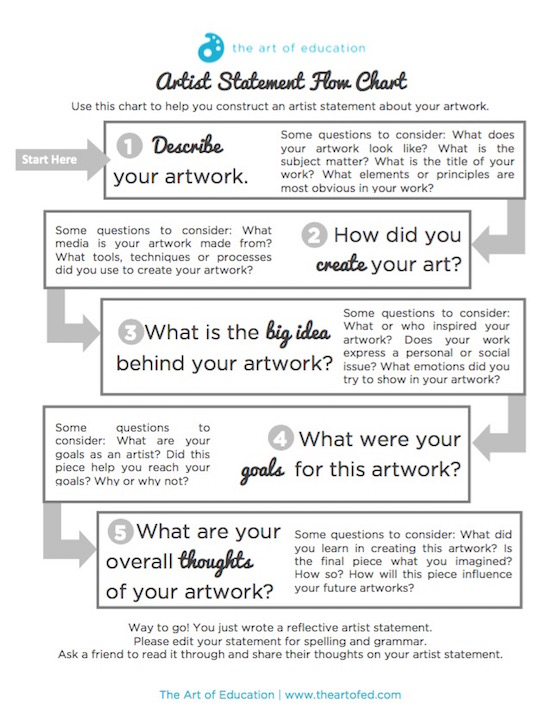 the art of education
Artist Statement Flow Chart
Use this chart to help you construct an artist statement about your artwork.
Start Here
1 Describe
your artwork.
Some questions to consider: What does
your artwork look like? What is the
subject matter? What is the title of your
work? What elements or principles are
most obvious in your work?
Some questions to consider: What
media is your artwork made from?
What tools, techniques or processes
did you use to create your artwork?
2 How did you
create your art?
3 What is the big idea
behind your artwork?
Some questions to consider:
What or who inspired your
artwork? Does your work
express a personal or social
issue? What emotions did you
try to show in your artwork?
Some questions to
consider: What are your
goals as an artist? Did this
piece help you reach your
goals? Why or why not?
4 What were your
goals for this artwork?
5 What are your
overall thoughts
of your artwork?
Some questions to consider: What did
you learn in creating this artwork? Is
the final piece what you imagined?
How so? How will this piece influence
your future artworks?
Way to go! You just wrote a reflective artist statement.
Please edit your statement for spelling and grammar.
Ask a friend to read it through and share their thoughts on your artist statement.
The Art of Education | www.theartofed.com